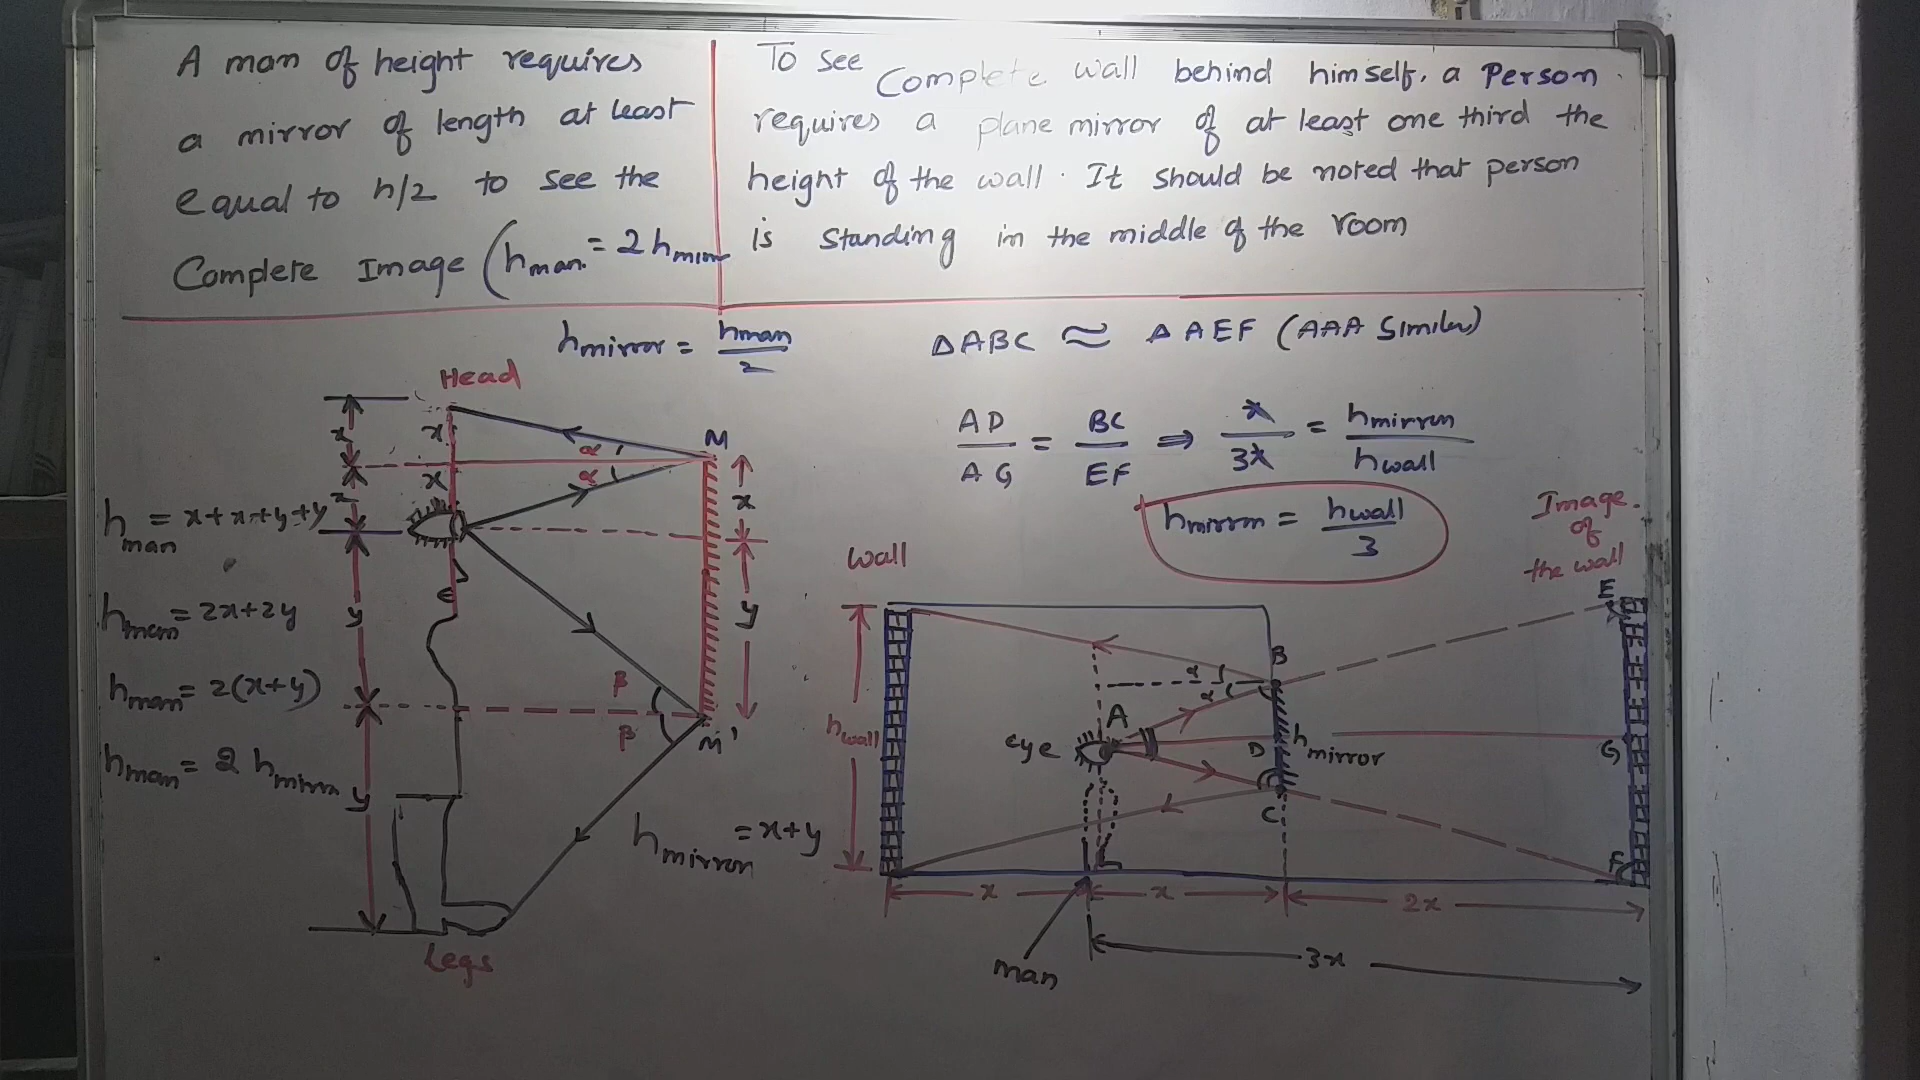 A man of height requires
a mirror of length at least
equal to h/2 to see the
Complete Image (hman. = 2hmirror
To see Complete wall behind himself, a Person
requires a plane mirror of at least one third the
height of the wall. It should be noted that person
is standing in the middle of the room
hmirror = hman/2
Head
x
x
x
x
α
α
M
x
y
hman = x+x+y+y
hman = 2x+2y
hman = 2(x+y)
hman = 2 hmirror
y
y
β
β
M'
hmirror = x+y
Legs
ΔABC ≈ ΔAEF (AAA Similar)
AD/AG = BC/EF ⇒ x/3x = hmirror/hwall
hmirror = hwall/3
Image
of
the wall
wall
hwall
E
B
α
α
A
eye
D
hmirror
G
C
F
x
x
2x
3x
man